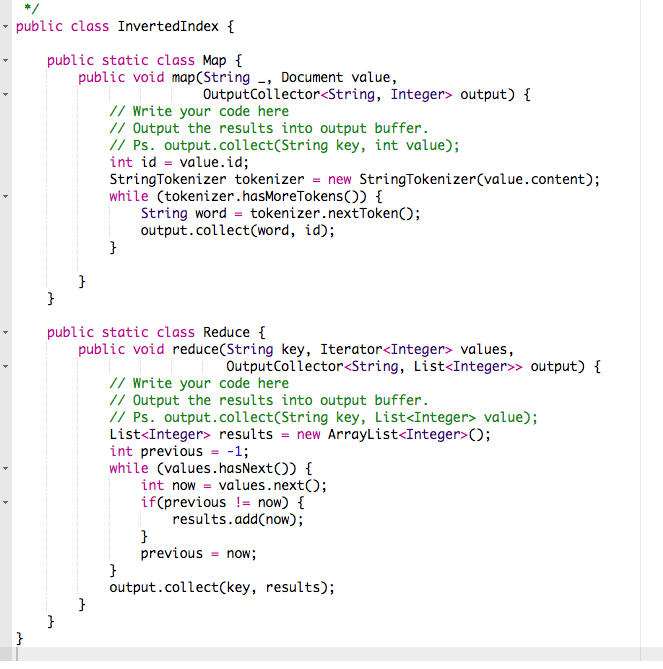 */
public class InvertedIndex {
public static class Map {
public void map(String _, Document value,
OutputCollector<String, Integer> output) {
// Write your code here
// Output the results into output buffer.
// Ps. output.collect(String key, int value);
int id = value.id;
StringTokenizer tokenizer = new StringTokenizer(value.content);
while (tokenizer.hasMoreTokens()) {
String word = tokenizer.nextToken();
output.collect(word, id);
}
}
}
public static class Reduce {
public void reduce(String key, Iterator<Integer> values,
OutputCollector<String, List<Integer>> output) {
// Write your code here
// Output the results into output buffer.
// Ps. output.collect(String key, List<Integer> value);
List<Integer> results = new ArrayList<Integer>();
int previous = -1;
while (values.hasNext()) {
int now = values.next();
if(previous != now) {
results.add(now);
}
previous = now;
}
output.collect(key, results);
}
}
}